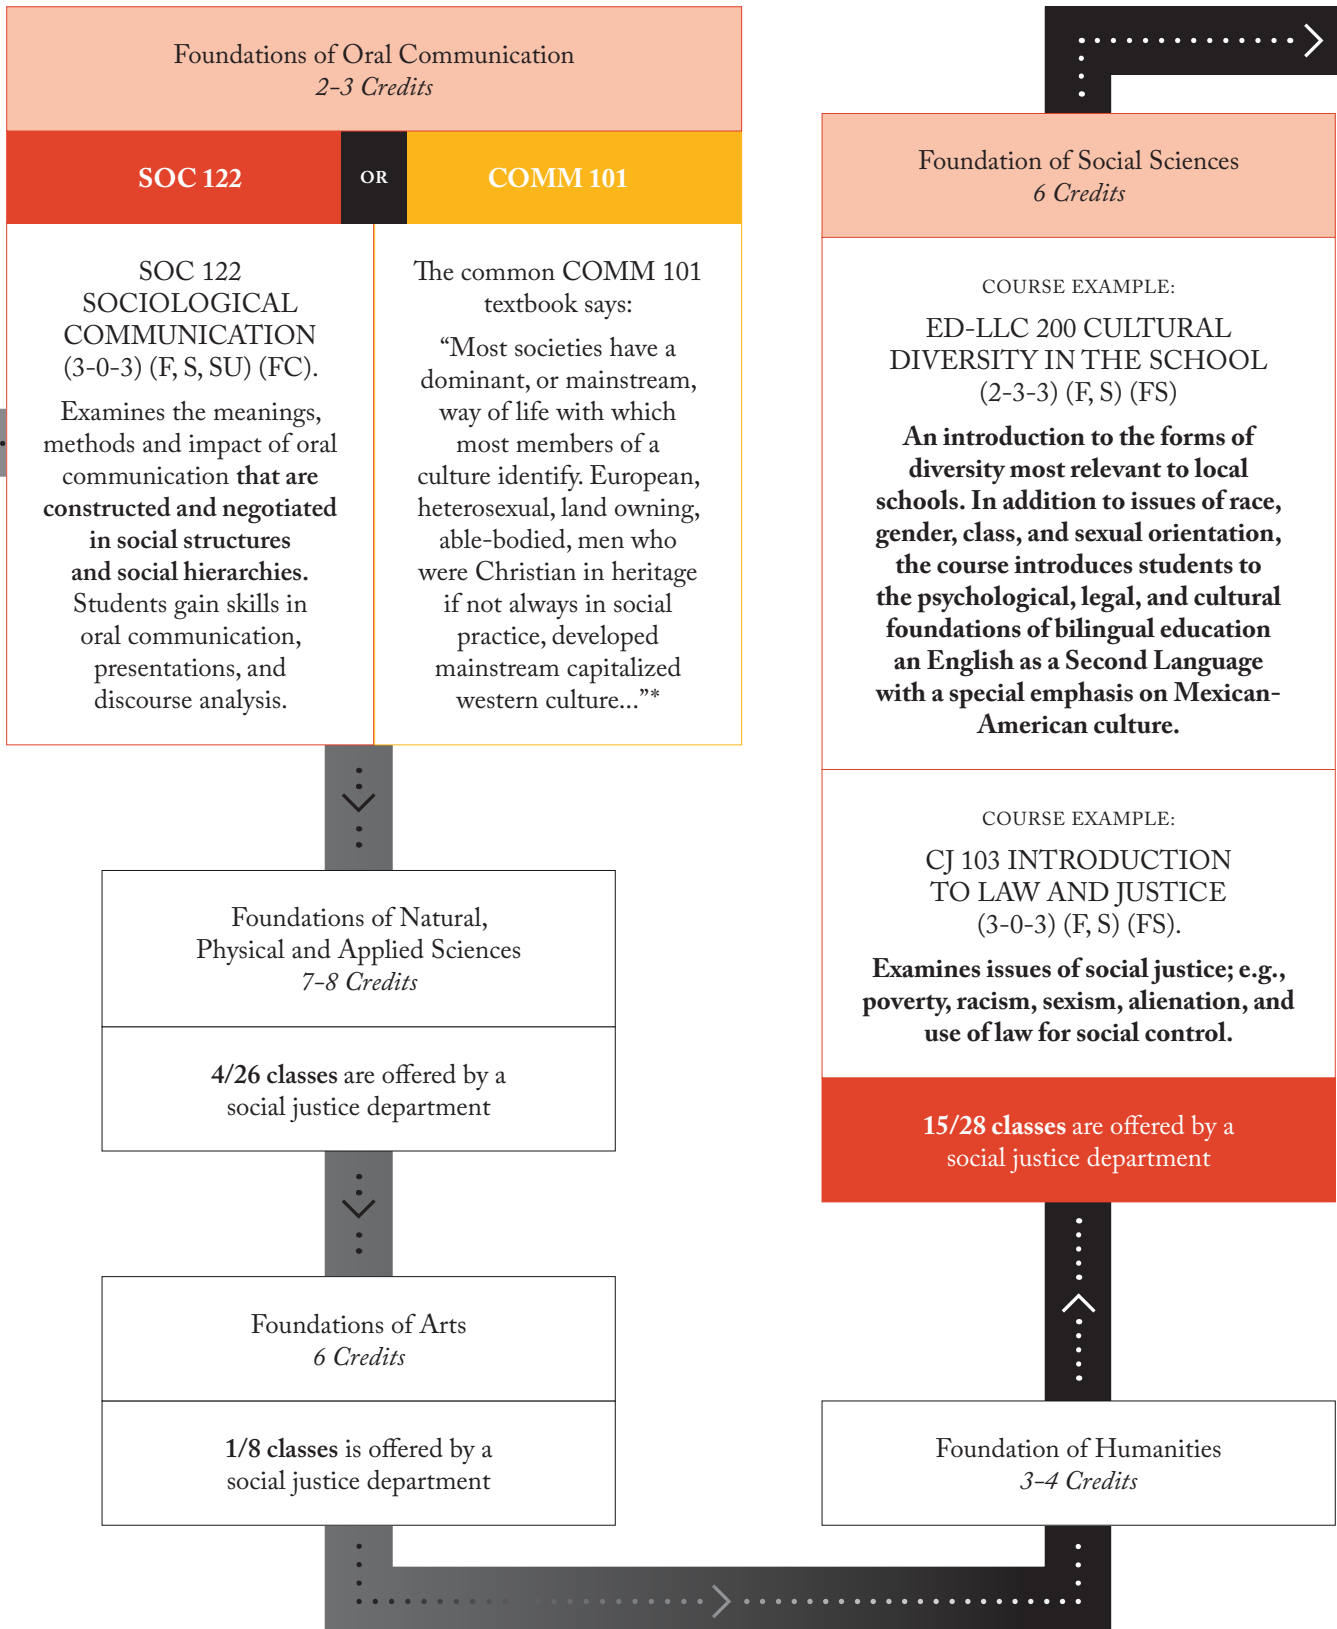 Foundations of Oral Communication
2-3 Credits
SOC 122
OR
COMM 101
SOC 122
SOCIOLOGICAL
COMMUNICATION
(3-0-3) (F, S, SU) (FC).
Examines the meanings,
methods and impact of oral
communication that are
constructed and negotiated
in social structures
and social hierarchies.
Students gain skills in
oral communication,
presentations, and
discourse analysis.
The common COMM 101
textbook says:
“Most societies have a
dominant, or mainstream,
way of life with which
most members of a
culture identify. European,
heterosexual, land owning,
able-bodied, men who
were Christian in heritage
if not always in social
practice, developed
mainstream capitalized
western culture...”*
Foundations of Natural,
Physical and Applied Sciences
7-8 Credits
4/26 classes are offered by a
social justice department
Foundations of Arts
6 Credits
1/8 classes is offered by a
social justice department
Foundation of Humanities
3-4 Credits
Foundation of Social Sciences
6 Credits
COURSE EXAMPLE:
ED-LLC 200 CULTURAL
DIVERSITY IN THE SCHOOL
(2-3-3) (F, S) (FS)
An introduction to the forms of
diversity most relevant to local
schools. In addition to issues of race,
gender, class, and sexual orientation,
the course introduces students to
the psychological, legal, and cultural
foundations of bilingual education
an English as a Second Language
with a special emphasis on Mexican-
American culture.
COURSE EXAMPLE:
CJ 103 INTRODUCTION
TO LAW AND JUSTICE
(3-0-3) (F, S) (FS).
Examines issues of social justice; e.g.,
poverty, racism, sexism, alienation, and
use of law for social control.
15/28 classes are offered by a
social justice department